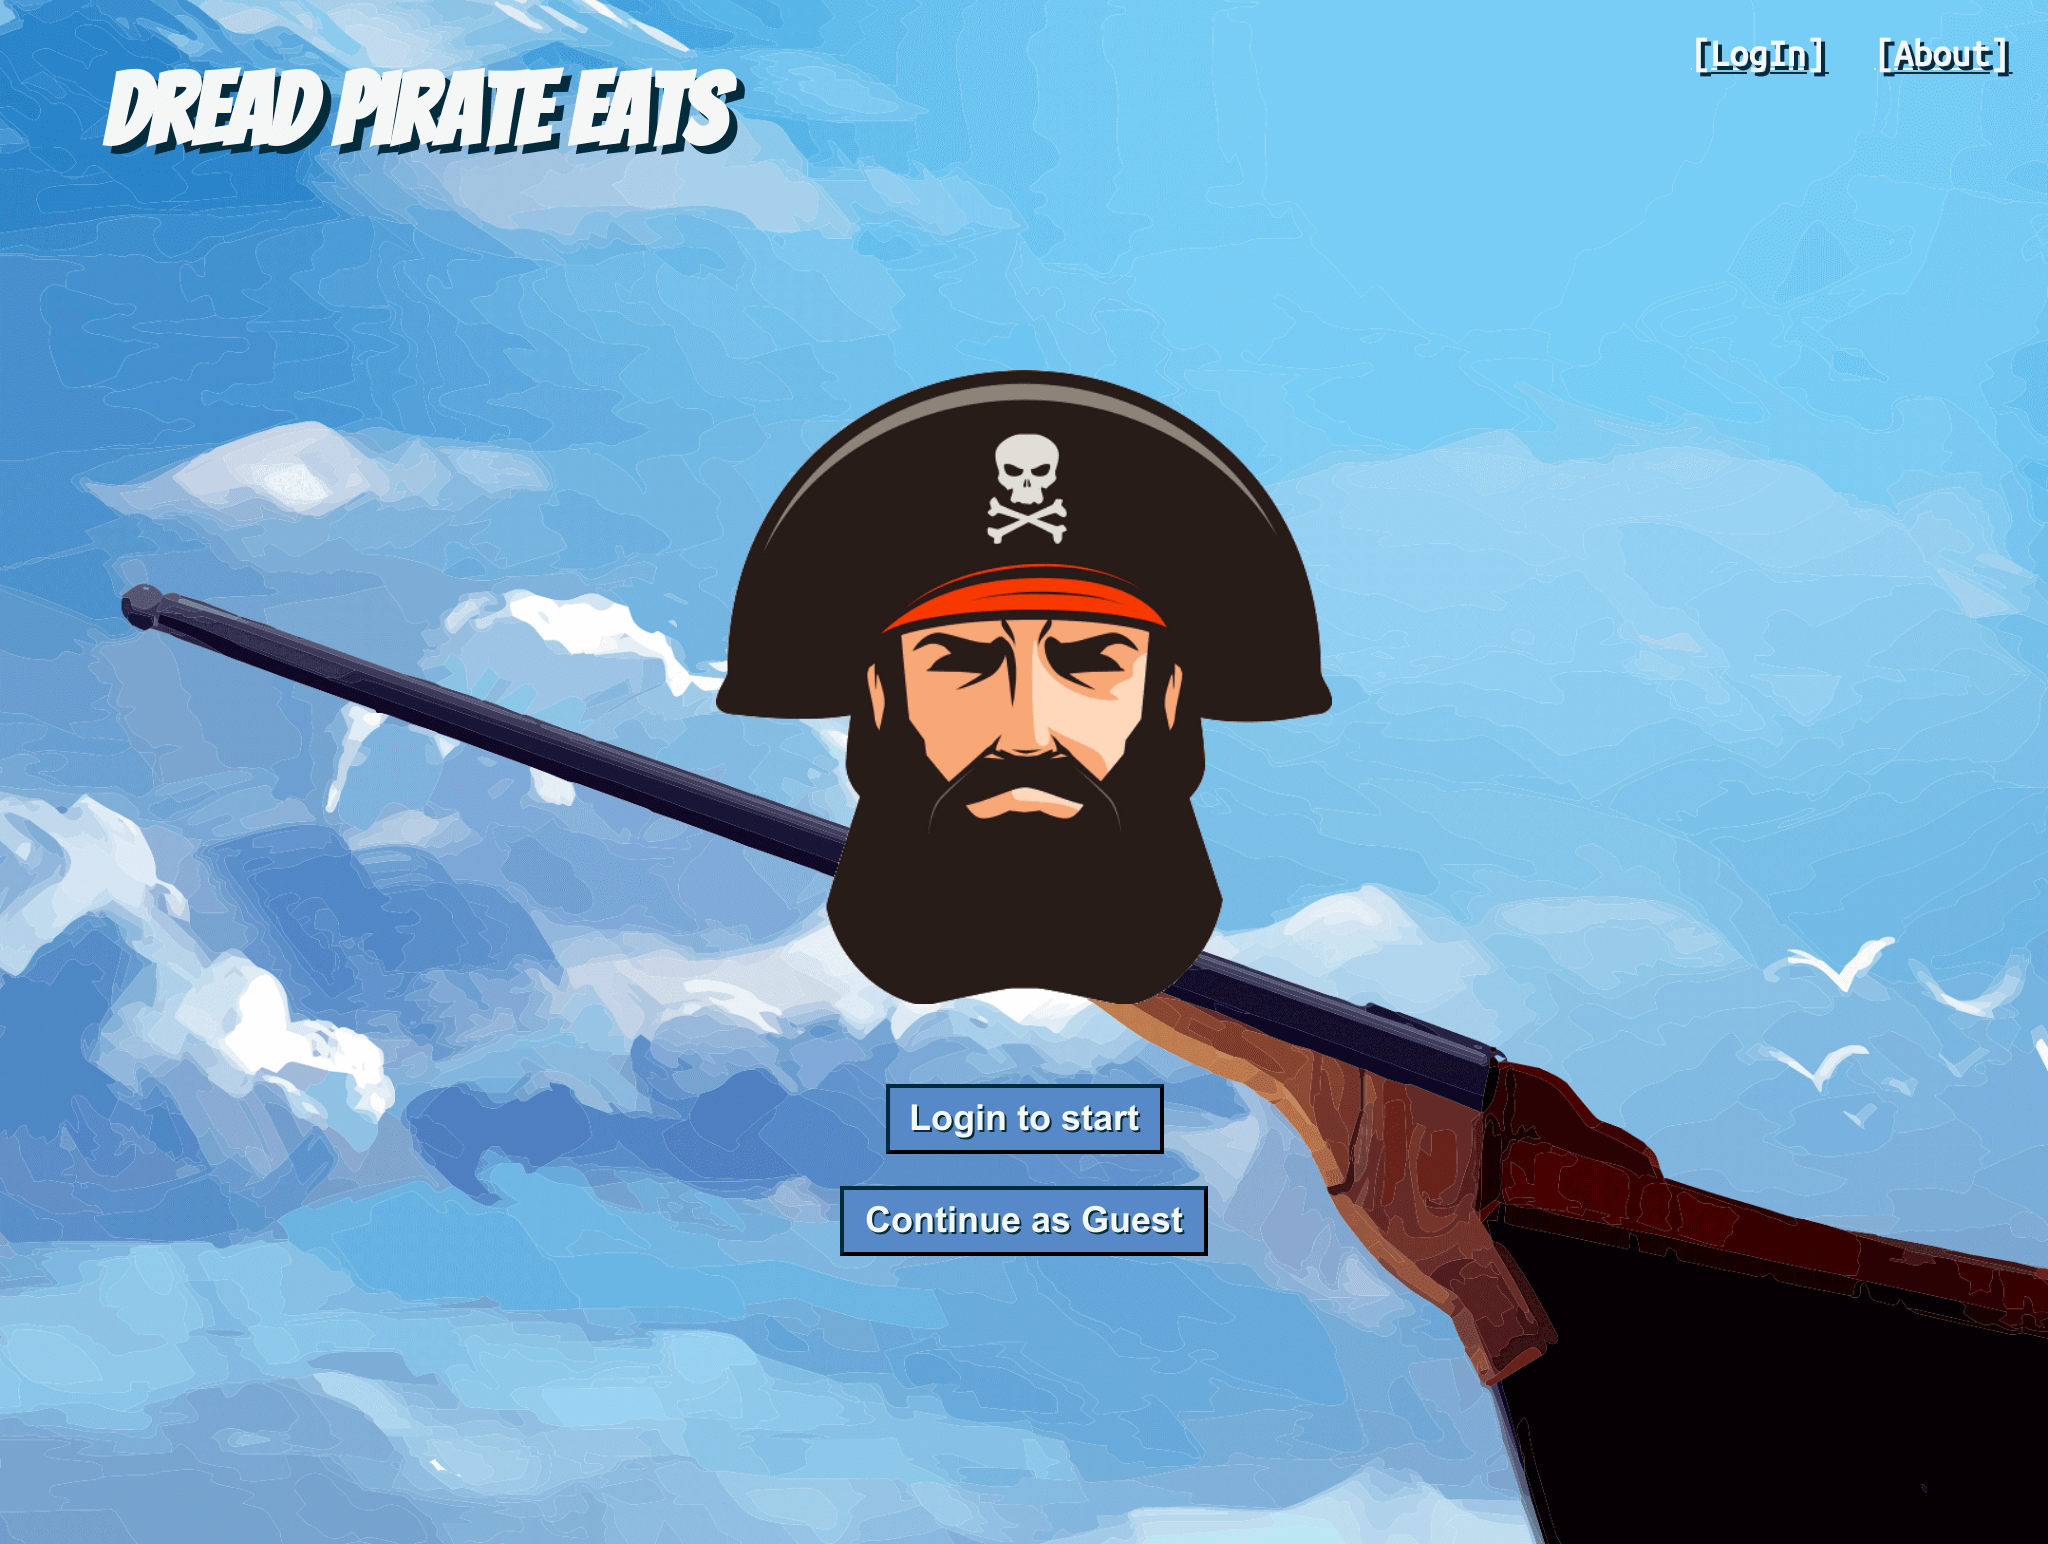 DREAD PIRATE EATS
[LogIn] [About]
Login to start
Continue as Guest